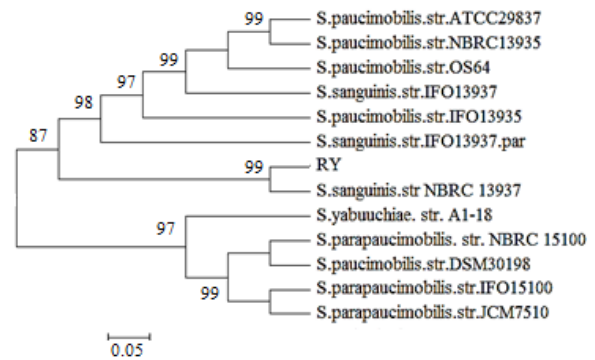 99
S.paucimobilis.str.ATCC29837
S.paucimobilis.str.NBRC13935
99
S.paucimobilis.str.OS64
97
S.sanguinis.str.IFO13937
98
S.paucimobilis.str.IFO13935
87
S.sanguinis.str.IFO13937.par
99
RY
S.sanguinis.str NBRC 13937
97
S.yabuuchiae. str. A1-18
S.parapaucimobilis. str. NBRC 15100
S.paucimobilis.str.DSM30198
99
S.parapaucimobilis.str.IFO15100
S.parapaucimobilis.str.JCM7510
0.05